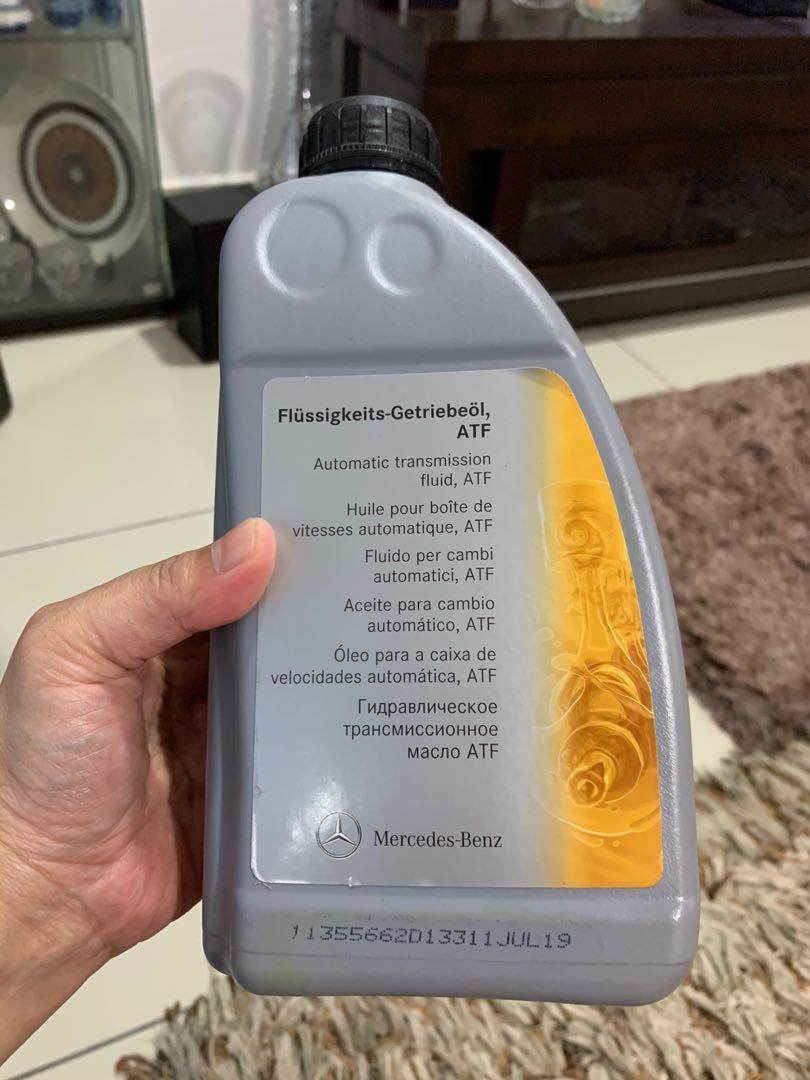 Flüssigkeits-Getriebeöl,
ATF
Automatic transmission
fluid, ATF
Huile pour boîte de
vitesses automatique, ATF
Fluido per cambi
automatici, ATF
Aceite para cambio
automático, ATF
Óleo para a caixa de
velocidades automática, ATF
Гидравлическое
трансмиссионное
масло ATF
Mercedes-Benz
11355662D13311JUL19